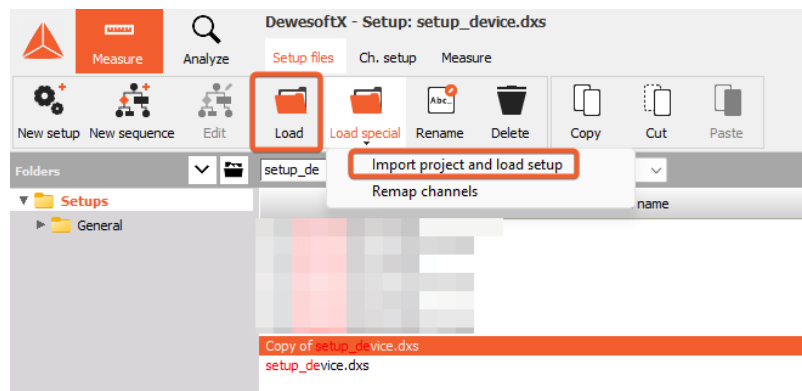 DewesoftX - Setup: setup_device.dxs
Measure
Analyze
Setup files Ch. setup Measure
New setup New sequence Edit Load Load special Rename Delete Copy Cut Paste
Abc..
Folders
setup_de
Import project and load setup
Remap channels
name
Setups
General
Copy of setup_device.dxs
setup_device.dxs